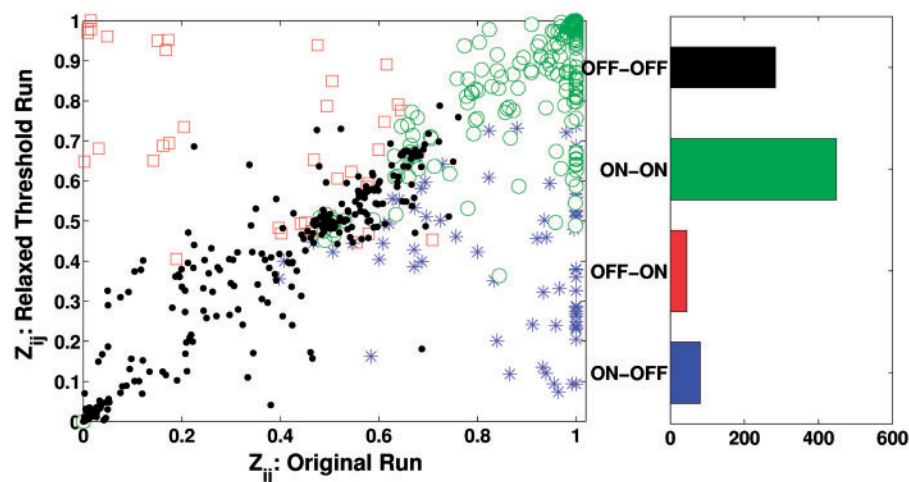 1
0.9
0.8
0.7
0.6
0.5
0.4
0.3
0.2
0.1
0
Z_ij: Relaxed Threshold Run
0 0.2 0.4 0.6 0.8 1
Z_ij: Original Run
OFF-OFF
ON-ON
OFF-ON
ON-OFF
0 200 400 600